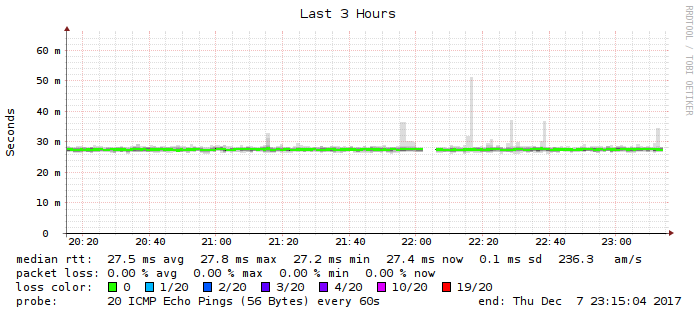 Last 3 Hours
RRDTOOL / TOBI OETIKER
Seconds
60 m
50 m
40 m
30 m
20 m
10 m
0
20:20 20:40 21:00 21:20 21:40 22:00 22:20 22:40 23:00
median rtt: 27.5 ms avg 27.8 ms max 27.2 ms min 27.4 ms now 0.1 ms sd 236.3 am/s
packet loss: 0.00 % avg 0.00 % max 0.00 % min 0.00 % now
loss color: 0 1/20 2/20 3/20 4/20 10/20 19/20
probe: 20 ICMP Echo Pings (56 Bytes) every 60s end: Thu Dec 7 23:15:04 2017